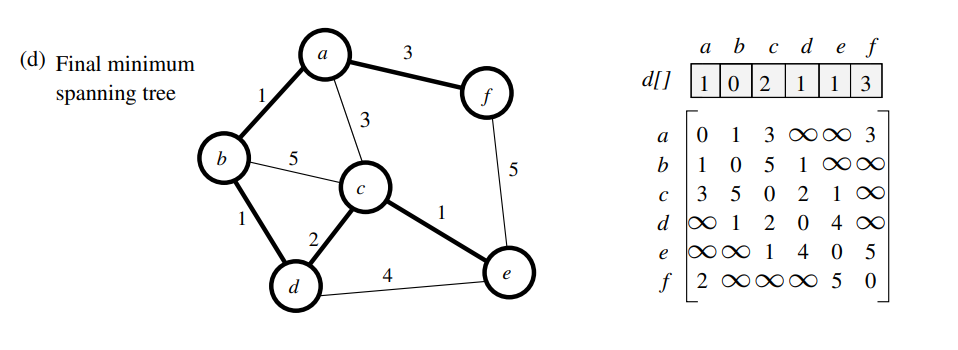 (d) Final minimum
spanning tree
a
3
f
1
3
b
5
c
5
1
2
1
d
4
e
a b c d e f
d[] 1 0 2 1 1 3
a 0 1 3 ∞ ∞ 3
b 1 0 5 1 ∞ ∞
c 3 5 0 2 1 ∞
d ∞ 1 2 0 4 ∞
e ∞ ∞ 1 4 0 5
f 2 ∞ ∞ ∞ 5 0